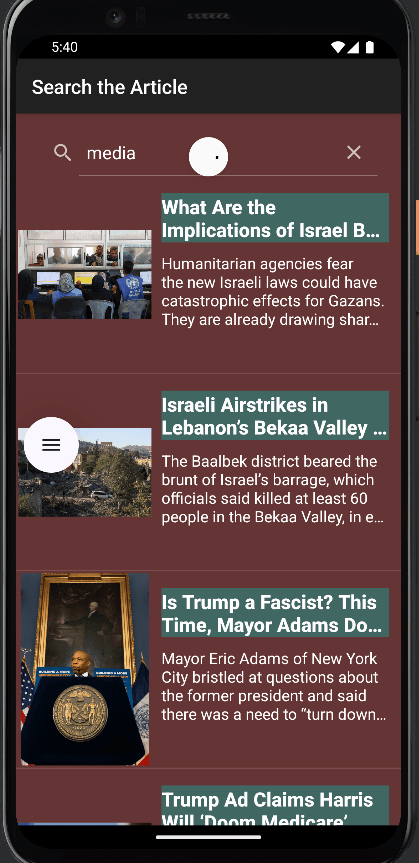 5:40
Search the Article
media
What Are the
Implications of Israel B...
Humanitarian agencies fear
the new Israeli laws could have
catastrophic effects for Gazans.
They are already drawing shar...
Israeli Airstrikes in
Lebanon’s Bekaa Valley ...
The Baalbek district beared the
brunt of Israel’s barrage, which
officials said killed at least 60
people in the Bekaa Valley, in e...
Is Trump a Fascist? This
Time, Mayor Adams Do...
Mayor Eric Adams of New York
City bristled at questions about
the former president and said
there was a need to “turn down...
Trump Ad Claims Harris
Will ‘Doom Medicare’